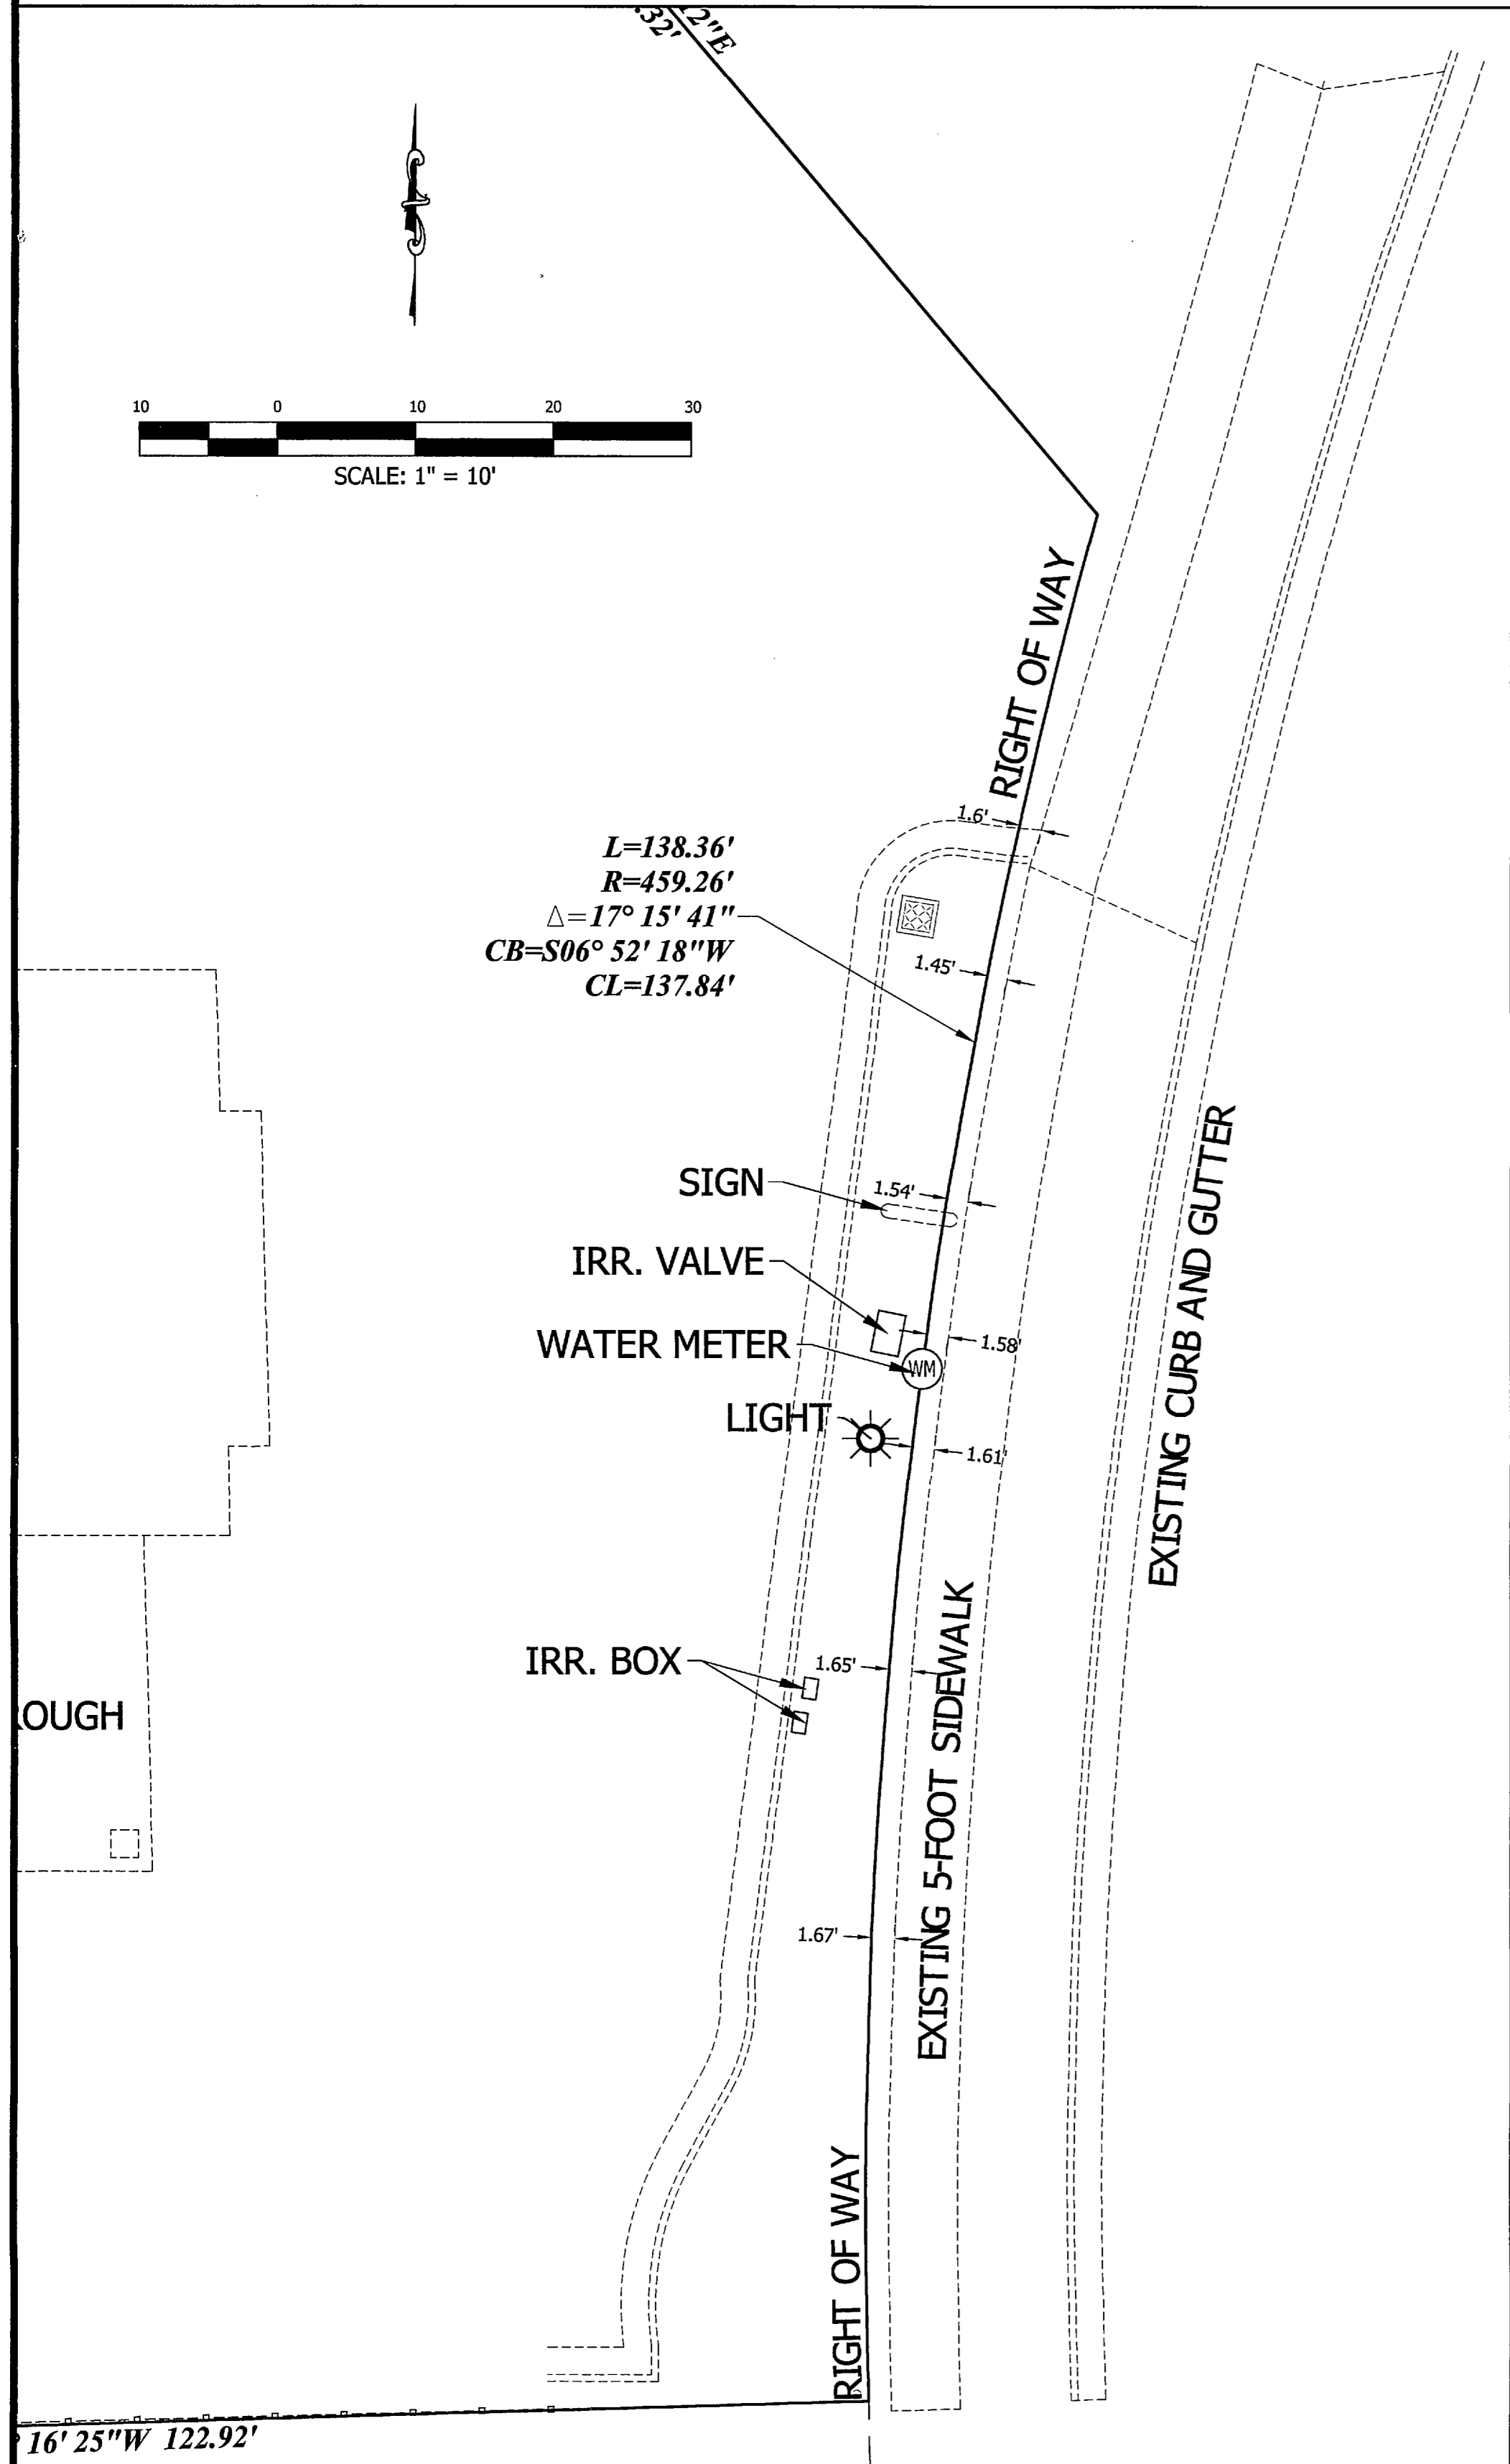 12"E
.32'
10 0 10 20 30
SCALE: 1" = 10'
RIGHT OF WAY
1.6'
L=138.36'
R=459.26'
Δ=17° 15' 41"
CB=S06° 52' 18"W
CL=137.84'
1.45'
EXISTING CURB AND GUTTER
SIGN
1.54'
IRR. VALVE
1.58'
WATER METER
WM
LIGHT
1.61'
EXISTING 5-FOOT SIDEWALK
IRR. BOX
1.65'
OUGH
1.67'
RIGHT OF WAY
16' 25"W 122.92'